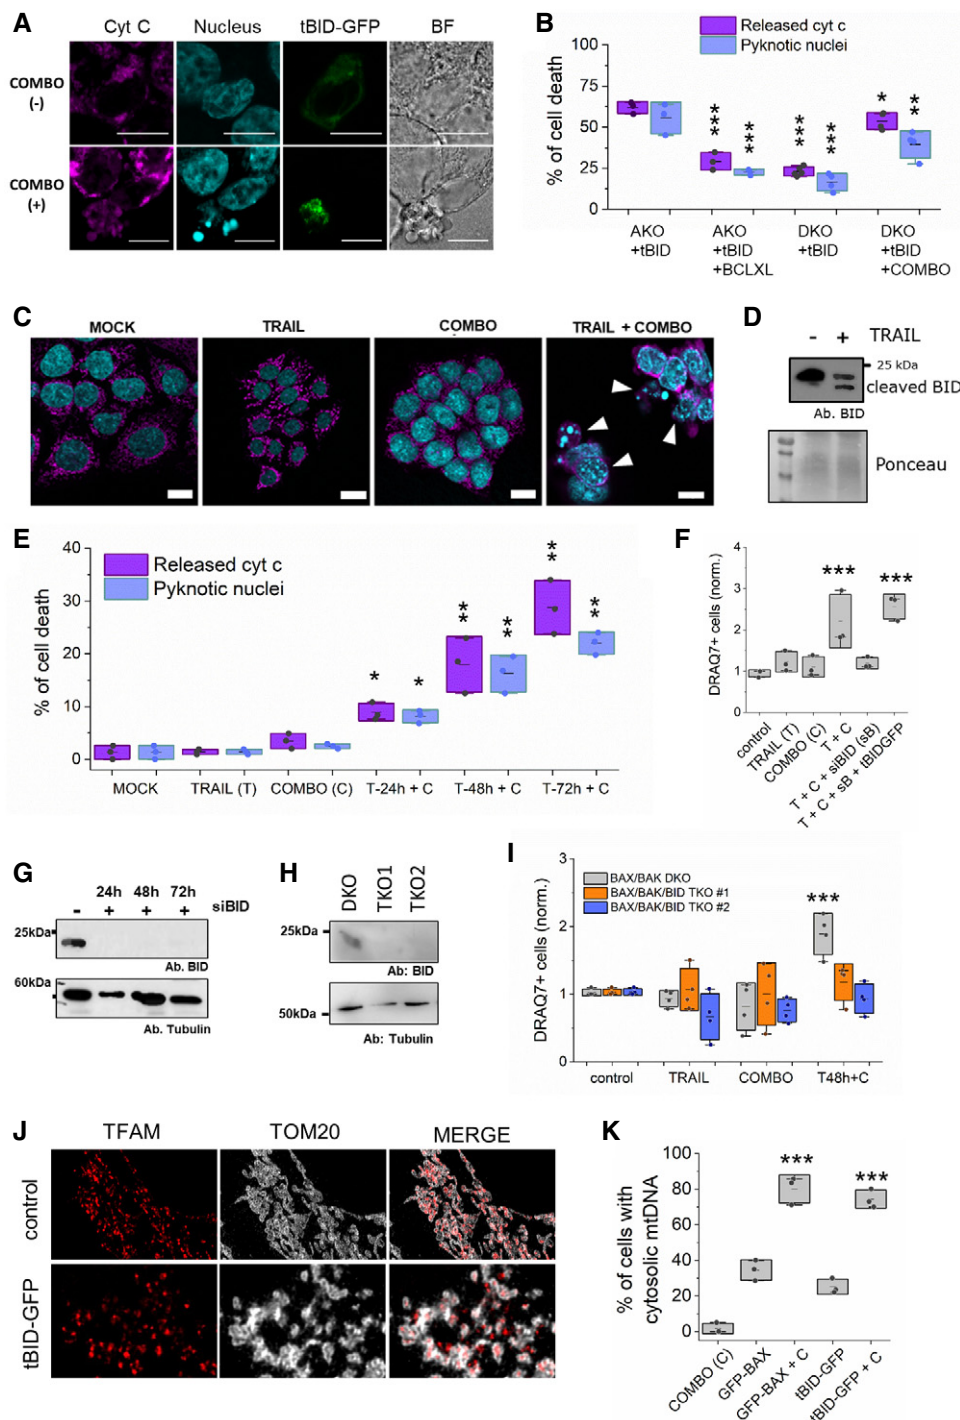 A
Cyt C Nucleus tBID-GFP BF
COMBO
(-)
COMBO
(+)
B
Released cyt c
Pyknotic nuclei
% of cell death
100
75
50
25
0
*** *** *** *** * **
AKO
+tBID
AKO
+tBID
+BCLXL
DKO
+tBID
DKO
+tBID
+COMBO
C
MOCK TRAIL COMBO TRAIL + COMBO
D
- + TRAIL
25 kDa
cleaved BID
Ab. BID
Ponceau
E
Released cyt c
Pyknotic nuclei
% of cell death
40
30
20
10
0
* * ** ** ** **
MOCK TRAIL (T) COMBO (C) T-24h + C T-48h + C T-72h + C
F
DRAQ7+ cells (norm.)
4
3
2
1
0
*** ***
control
TRAIL (T)
COMBO (C)
T + C
T + C + siBID (sB)
T + C + sB + tBIDGFP
G
24h 48h 72h
- + + + siBID
25kDa
Ab. BID
60kDa
Ab. Tubulin
H
DKO TKO1 TKO2
25kDa
Ab: BID
50kDa
Ab: Tubulin
I
BAX/BAK DKO
BAX/BAK/BID TKO #1
BAX/BAK/BID TKO #2
DRAQ7+ cells (norm.)
3
2
1
0
***
control TRAIL COMBO T48h+C
J
TFAM TOM20 MERGE
control
tBID-GFP
K
% of cells with
cytosolic mtDNA
100
80
60
40
20
0
*** ***
COMBO (C)
GFP-BAX
GFP-BAX + C
tBID-GFP
tBID-GFP + C